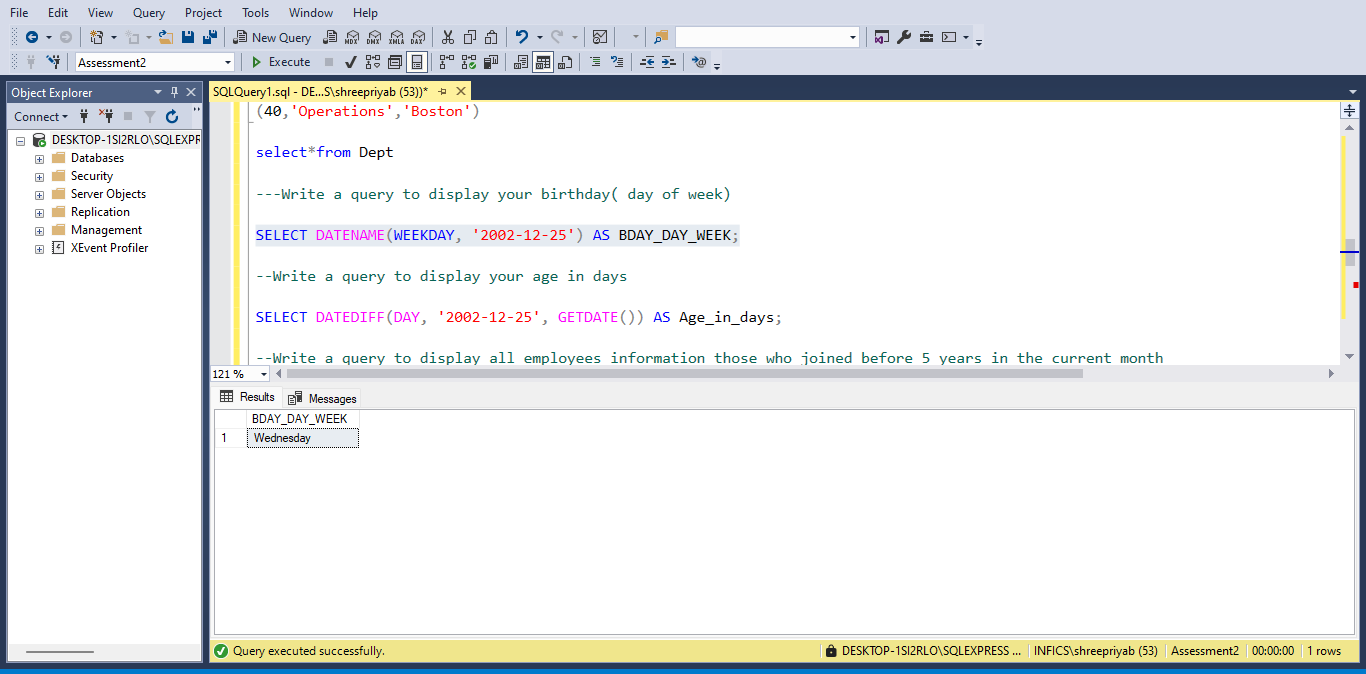 File Edit View Query Project Tools Window Help
New Query MDX DMX XMLA DAX
Assessment2 Execute
Object Explorer
Connect
DESKTOP-1SI2RLO\SQLEXPR
Databases
Security
Server Objects
Replication
Management
XEvent Profiler
SQLQuery1.sql - DE...S\shreepriyab (53))*
(40,'Operations','Boston')
select*from Dept
---Write a query to display your birthday( day of week)
SELECT DATENAME(WEEKDAY, '2002-12-25') AS BDAY_DAY_WEEK;
--Write a query to display your age in days
SELECT DATEDIFF(DAY, '2002-12-25', GETDATE()) AS Age_in_days;
--Write a query to display all employees information those who joined before 5 years in the current month
121 %
Results Messages
BDAY_DAY_WEEK
1 Wednesday
Query executed successfully. DESKTOP-1SI2RLO\SQLEXPRESS ... INFICS\shreepriyab (53) Assessment2 00:00:00 1 rows